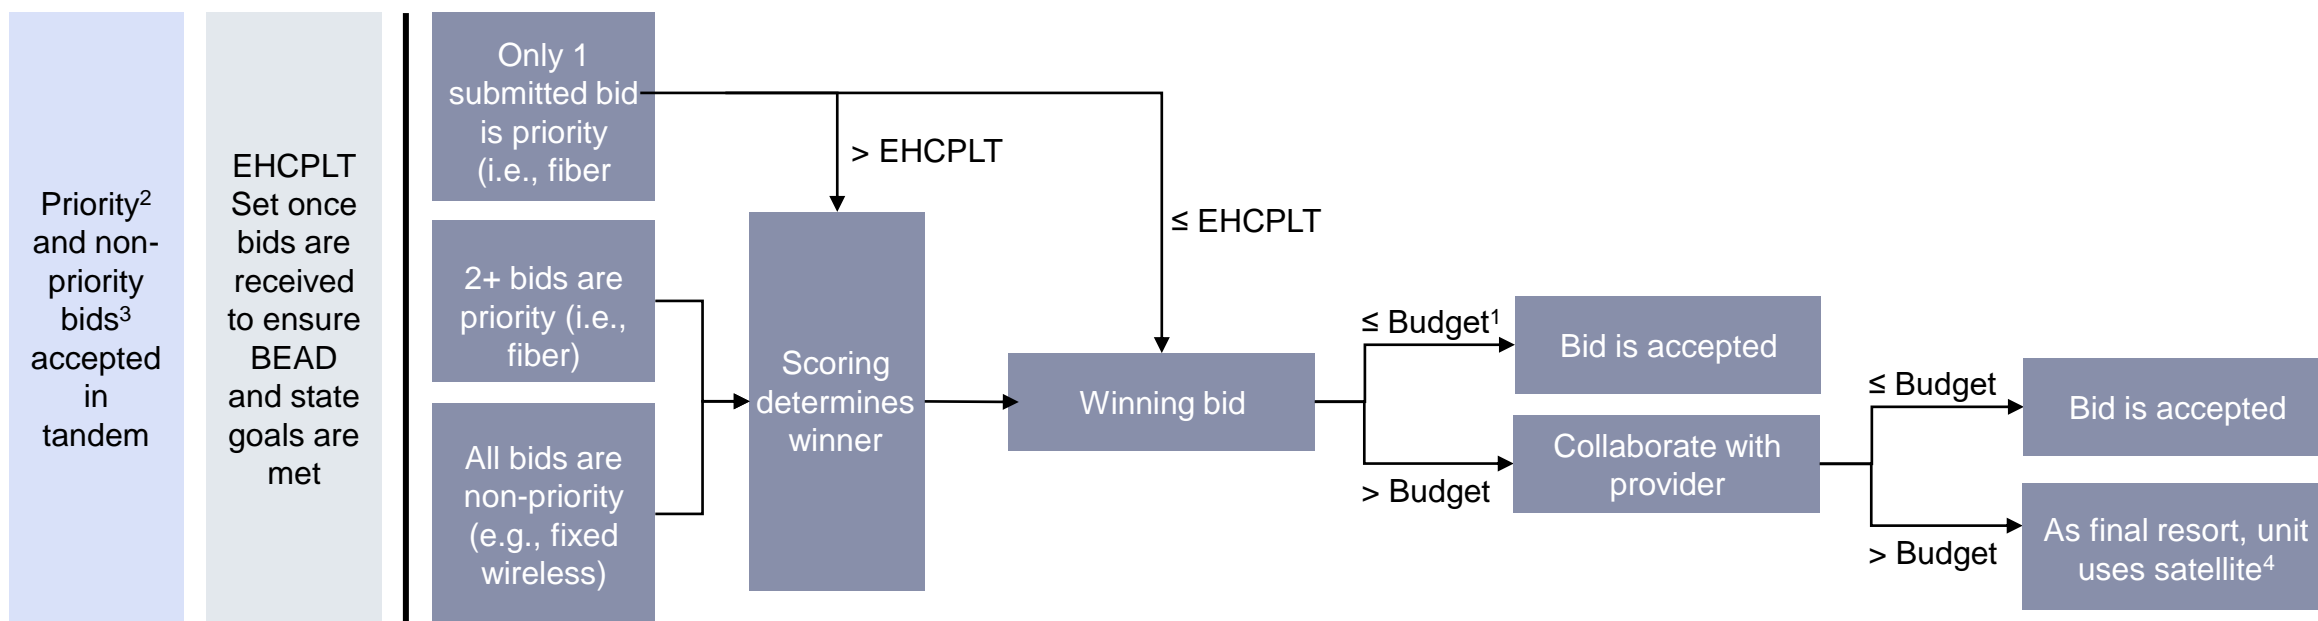 Priority2
and non-
priority
bids3
accepted
in
tandem
EHCPLT
Set once
bids are
received
to ensure
BEAD
and state
goals are
met
Only 1
submitted bid
is priority
(i.e., fiber
2+ bids are
priority (i.e.,
fiber)
All bids are
non-priority
(e.g., fixed
wireless)
> EHCPLT
≤ EHCPLT
Scoring
determines
winner
Winning bid
≤ Budget1
> Budget
Bid is accepted
Collaborate with
provider
≤ Budget
> Budget
Bid is accepted
As final resort, unit
uses satellite4